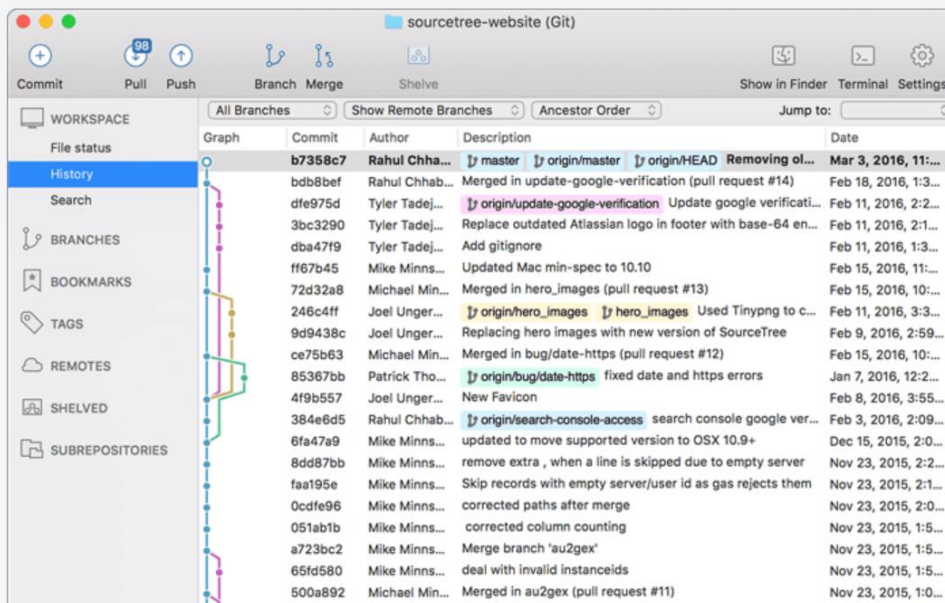 sourcetree-website (Git)
98
Commit Pull Push Branch Merge Shelve Show in Finder Terminal Settings
WORKSPACE
File status
History
Search
BRANCHES
BOOKMARKS
TAGS
REMOTES
SHELVED
SUBREPOSITORIES
All Branches Show Remote Branches Ancestor Order Jump to:
Graph Commit Author Description Date
b7358c7 Rahul Chha... master origin/master origin/HEAD Removing ol... Mar 3, 2016, 11:...
bdb8bef Rahul Chhab... Merged in update-google-verification (pull request #14) Feb 18, 2016, 1:3...
dfe975d Tyler Tadej... origin/update-google-verification Update google verificati... Feb 11, 2016, 2:2...
3bc3290 Tyler Tadej... Replace outdated Atlassian logo in footer with base-64 en... Feb 11, 2016, 2:1...
dba47f9 Tyler Tadej... Add gitignore Feb 11, 2016, 1:3...
ff67b45 Mike Minns... Updated Mac min-spec to 10.10 Feb 15, 2016, 11:...
72d32a8 Michael Min... Merged in hero_images (pull request #13) Feb 15, 2016, 10:...
246c4ff Joel Unger... origin/hero_images hero_images Used Tinypng to c... Feb 11, 2016, 3:3...
9d9438c Joel Unger... Replacing hero images with new version of SourceTree Feb 9, 2016, 2:59...
ce75b63 Michael Min... Merged in bug/date-https (pull request #12) Feb 15, 2016, 10:...
85367bb Patrick Tho... origin/bug/date-https fixed date and https errors Jan 7, 2016, 12:2...
4f9b557 Joel Unger... New Favicon Feb 8, 2016, 3:55...
384e6d5 Rahul Chhab... origin/search-console-access search console google ver... Feb 3, 2016, 2:09...
6fa47a9 Mike Minns... updated to move supported version to OSX 10.9+ Dec 15, 2015, 2:0...
8dd87bb Mike Minns... remove extra , when a line is skipped due to empty server Nov 23, 2015, 2:2...
faa195e Mike Minns... Skip records with empty server/user id as gas rejects them Nov 23, 2015, 2:1...
0cdfe96 Mike Minns... corrected paths after merge Nov 23, 2015, 2:0...
051ab1b Mike Minns... corrected column counting Nov 23, 2015, 1:5...
a723bc2 Mike Minns... Merge branch 'au2gex' Nov 23, 2015, 1:5...
65fd580 Mike Minns... deal with invalid instanceids Nov 23, 2015, 1:5...
500a892 Michael Min... Merged in au2gex (pull request #11) Nov 23, 2015, 1:0...